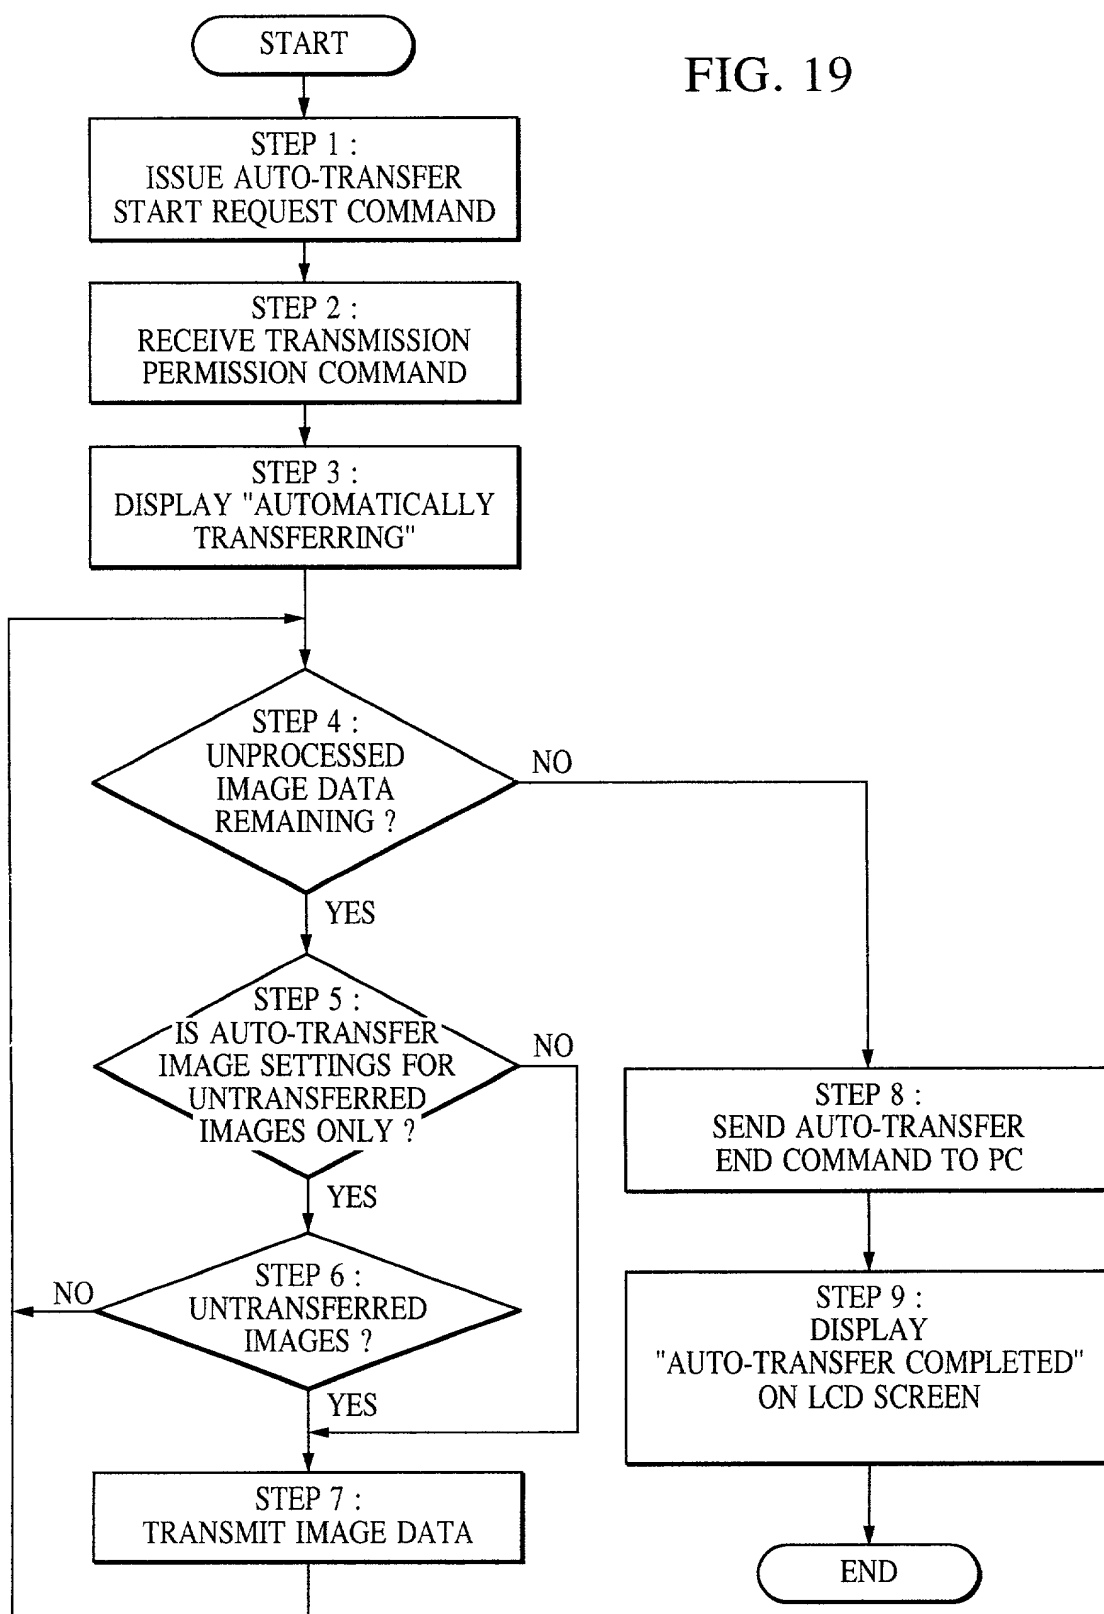 START
FIG. 19
STEP 1 :
ISSUE AUTO-TRANSFER
START REQUEST COMMAND
STEP 2 :
RECEIVE TRANSMISSION
PERMISSION COMMAND
STEP 3 :
DISPLAY "AUTOMATICALLY
TRANSFERRING"
STEP 4 :
UNPROCESSED
IMAGE DATA
REMAINING ?
NO
YES
STEP 5 :
IS AUTO-TRANSFER
IMAGE SETTINGS FOR
UNTRANSFERRED
IMAGES ONLY ?
NO
YES
STEP 6 :
UNTRANSFERRED
IMAGES ?
NO
YES
STEP 7 :
TRANSMIT IMAGE DATA
STEP 8 :
SEND AUTO-TRANSFER
END COMMAND TO PC
STEP 9 :
DISPLAY
"AUTO-TRANSFER COMPLETED"
ON LCD SCREEN
END